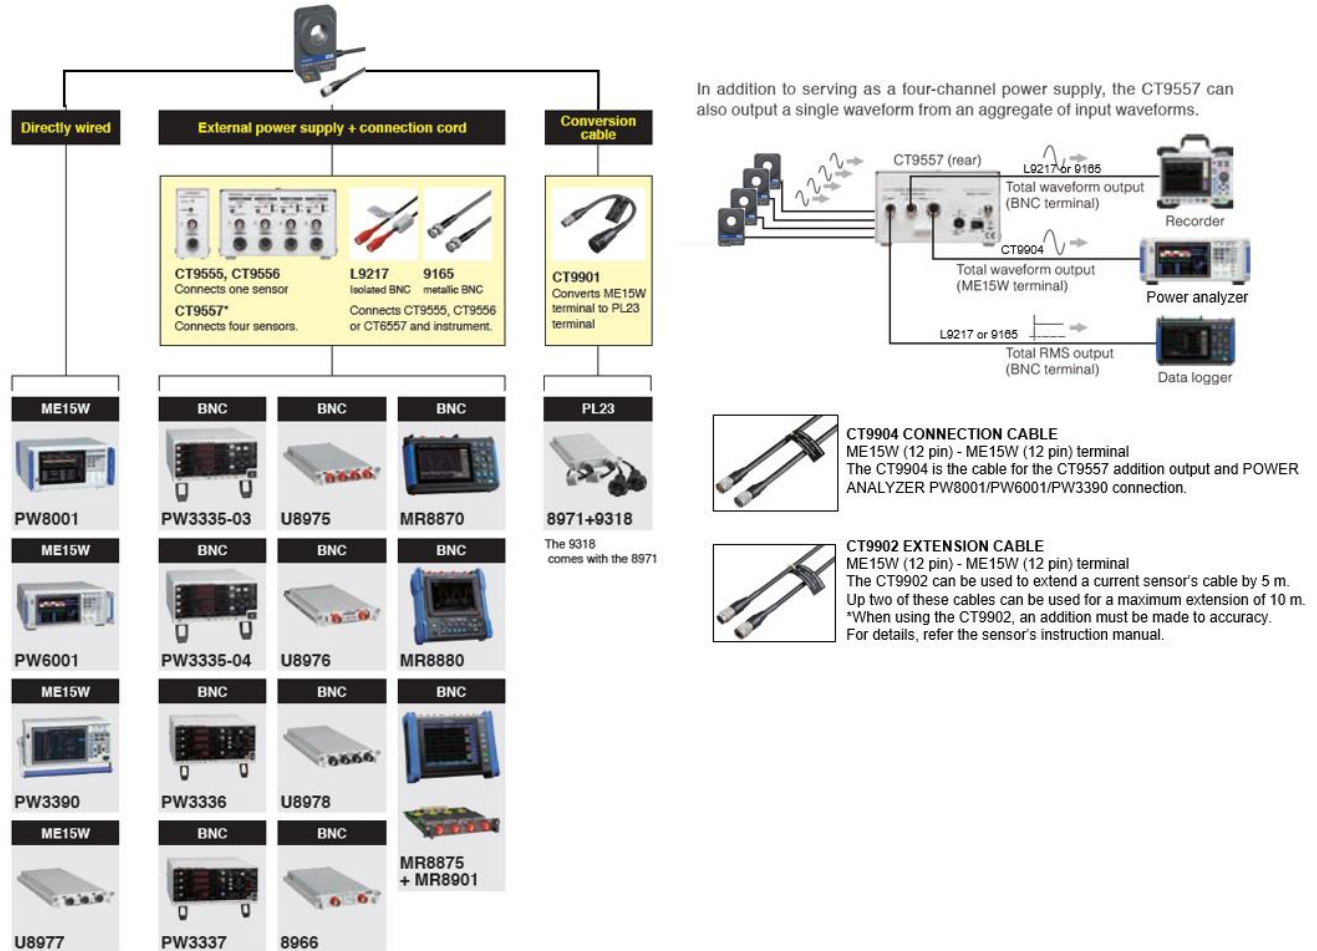 Directly wired
External power supply + connection cord
Conversion
cable
CT9555, CT9556
Connects one sensor
CT9557*
Connects four sensors.
L9217
Isolated BNC
9165
metallic BNC
Connects CT9555, CT9556
or CT6557 and instrument.
CT9901
Converts ME15W
terminal to PL23
terminal
ME15W
PW8001
ME15W
PW6001
ME15W
PW3390
ME15W
U8977
BNC
PW3335-03
BNC
PW3335-04
BNC
PW3336
BNC
PW3337
BNC
U8975
BNC
U8976
BNC
U8978
BNC
8966
BNC
MR8870
BNC
MR8880
BNC
MR8875
+ MR8901
PL23
8971+9318
The 9318
comes with the 8971
In addition to serving as a four-channel power supply, the CT9557 can
also output a single waveform from an aggregate of input waveforms.
CT9557 (rear)
L9217 or 9165
Total waveform output
(BNC terminal)
Recorder
CT9904
Total waveform output
(ME15W terminal)
Power analyzer
L9217 or 9165
Total RMS output
(BNC terminal)
Data logger
CT9904 CONNECTION CABLE
ME15W (12 pin) - ME15W (12 pin) terminal
The CT9904 is the cable for the CT9557 addition output and POWER
ANALYZER PW8001/PW6001/PW3390 connection.
CT9902 EXTENSION CABLE
ME15W (12 pin) - ME15W (12 pin) terminal
The CT9902 can be used to extend a current sensor's cable by 5 m.
Up two of these cables can be used for a maximum extension of 10 m.
*When using the CT9902, an addition must be made to accuracy.
For details, refer the sensor's instruction manual.